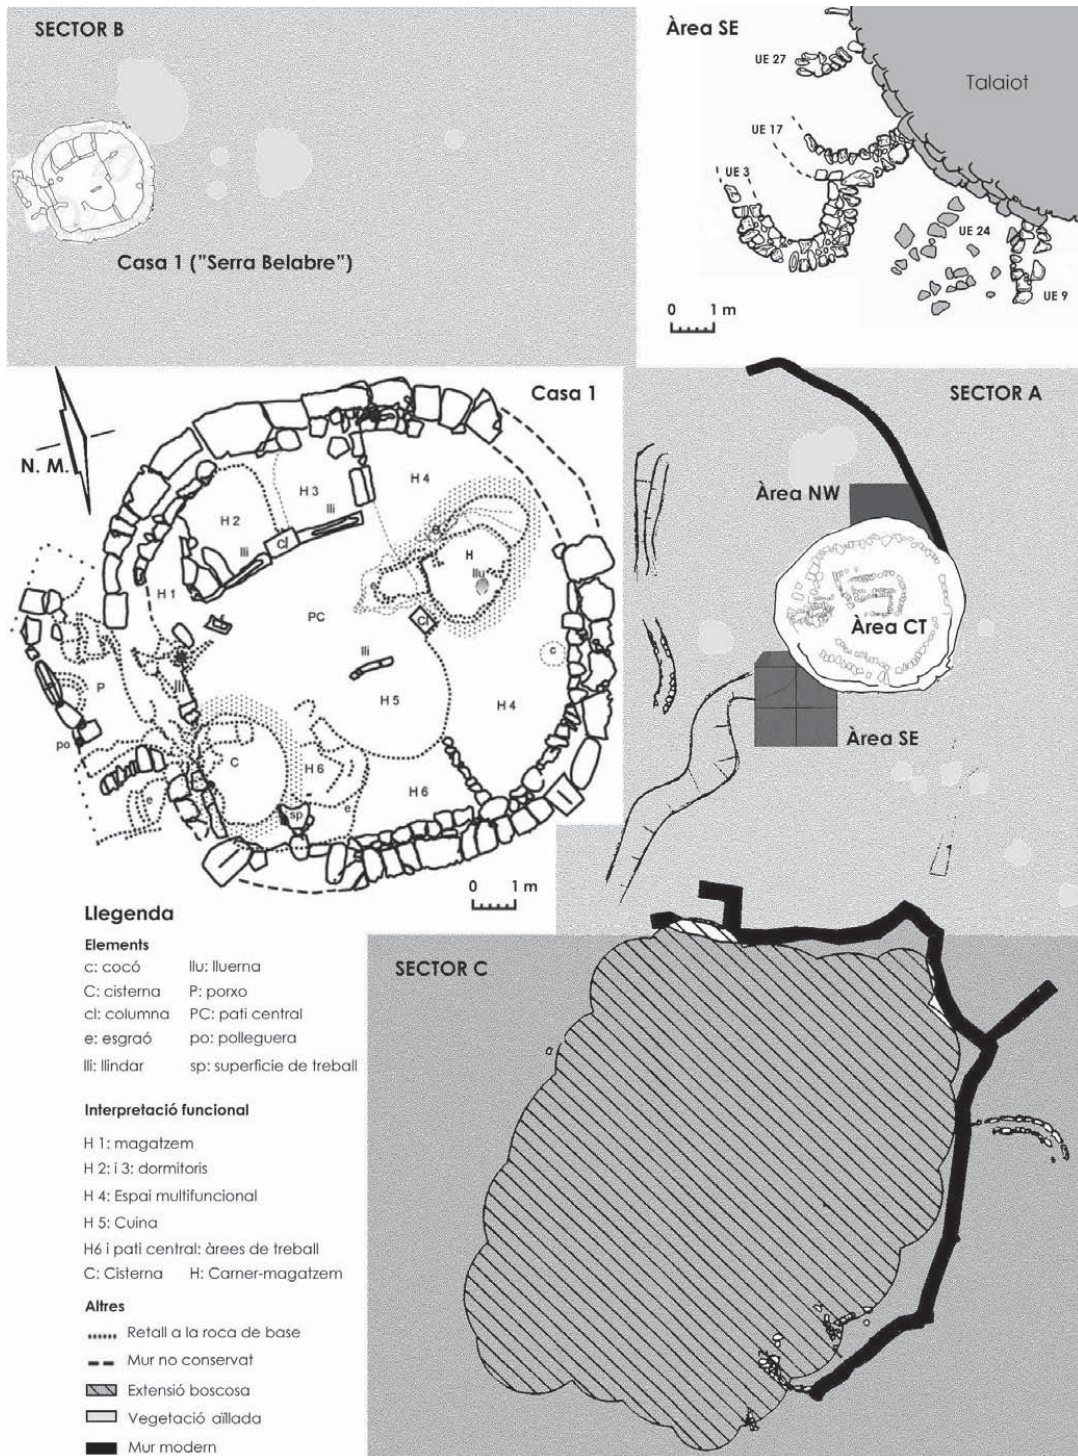 SECTOR B
Casa 1 ("Serra Belabre")
Àrea SE
UE 27
Talaiot
UE 17
UE 3
UE 24
UE 9
0 1 m
Casa 1
N. M.
H 4
H 3
lli
H 2
cl
lli
e
H
llu
H 1
PC
cl
c
lli
P
lli
H 5
H 4
po
C
H 6
H 6
e
sp
e
0 1 m
SECTOR A
Àrea NW
Àrea CT
Àrea SE
SECTOR C
Llegenda
Elements
c: cocó llu: lluerna
C: cisterna P: porxo
cl: columna PC: pati central
e: esgraó po: polleguera
lli: llindar sp: superficie de treball
Interpretació funcional
H 1: magatzem
H 2: i 3: dormitoris
H 4: Espai multifuncional
H 5: Cuina
H6 i pati central: àrees de treball
C: Cisterna H: Carner-magatzem
Altres
Retall a la roca de base
Mur no conservat
Extensió boscosa
Vegetació aïllada
Mur modern